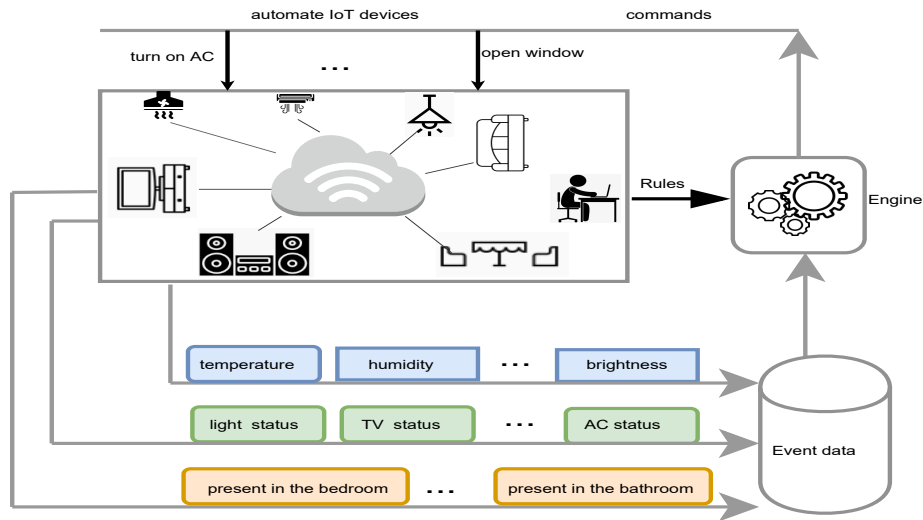 automate IoT devices
commands
turn on AC
...
open window
Rules
Engine
temperature
humidity
...
brightness
light status
TV status
...
AC status
Event data
present in the bedroom
...
present in the bathroom